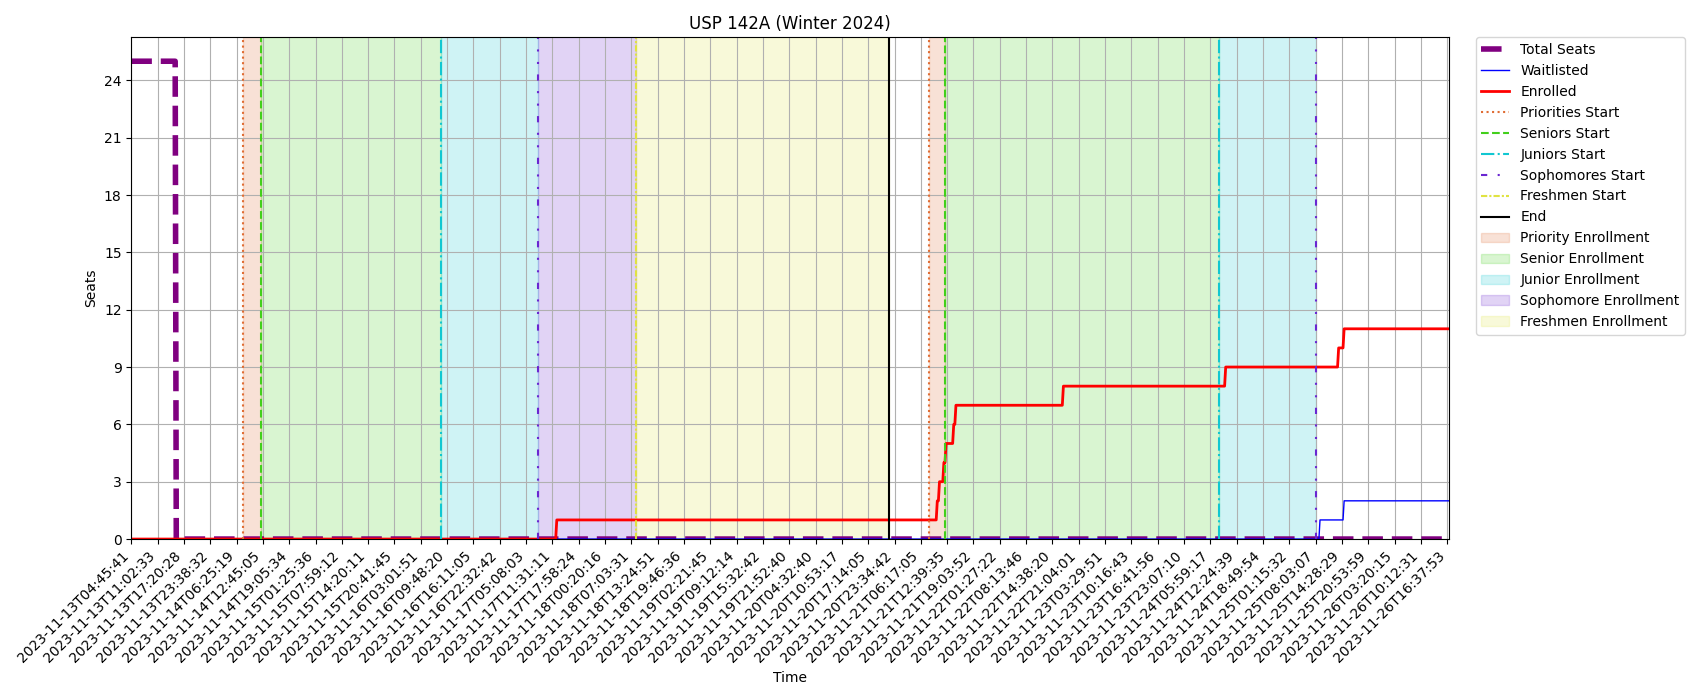 USP 142A (Winter 2024)
Seats
24
21
18
15
12
9
6
3
0
2023-11-13T04:45:41
2023-11-13T11:02:33
2023-11-13T17:20:28
2023-11-13T23:38:32
2023-11-14T06:25:19
2023-11-14T12:45:05
2023-11-14T19:05:34
2023-11-15T01:25:36
2023-11-15T07:59:12
2023-11-15T14:20:11
2023-11-15T20:41:45
2023-11-16T03:01:51
2023-11-16T09:48:20
2023-11-16T16:11:05
2023-11-16T22:32:42
2023-11-17T05:08:03
2023-11-17T11:31:11
2023-11-17T17:58:24
2023-11-18T00:20:16
2023-11-18T07:03:31
2023-11-18T13:24:51
2023-11-18T19:46:36
2023-11-19T02:21:45
2023-11-19T09:12:14
2023-11-19T15:32:42
2023-11-19T21:52:40
2023-11-20T04:32:40
2023-11-20T10:53:17
2023-11-20T17:14:05
2023-11-20T23:34:42
2023-11-21T06:17:05
2023-11-21T12:39:35
2023-11-21T19:03:52
2023-11-22T01:27:22
2023-11-22T08:13:46
2023-11-22T14:38:20
2023-11-22T21:04:01
2023-11-23T03:29:51
2023-11-23T10:16:43
2023-11-23T16:41:56
2023-11-23T23:07:10
2023-11-24T05:59:17
2023-11-24T12:24:39
2023-11-24T18:49:54
2023-11-25T01:15:32
2023-11-25T08:03:07
2023-11-25T14:28:29
2023-11-25T20:53:59
2023-11-26T03:20:15
2023-11-26T10:12:31
2023-11-26T16:37:53
Time
Total Seats
Waitlisted
Enrolled
Priorities Start
Seniors Start
Juniors Start
Sophomores Start
Freshmen Start
End
Priority Enrollment
Senior Enrollment
Junior Enrollment
Sophomore Enrollment
Freshmen Enrollment